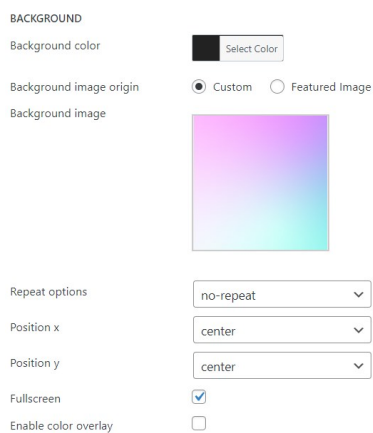 BACKGROUND
Background color
Select Color
Background image origin
Custom
Featured Image
Background image
Repeat options
no-repeat
Position x
center
Position y
center
Fullscreen
Enable color overlay